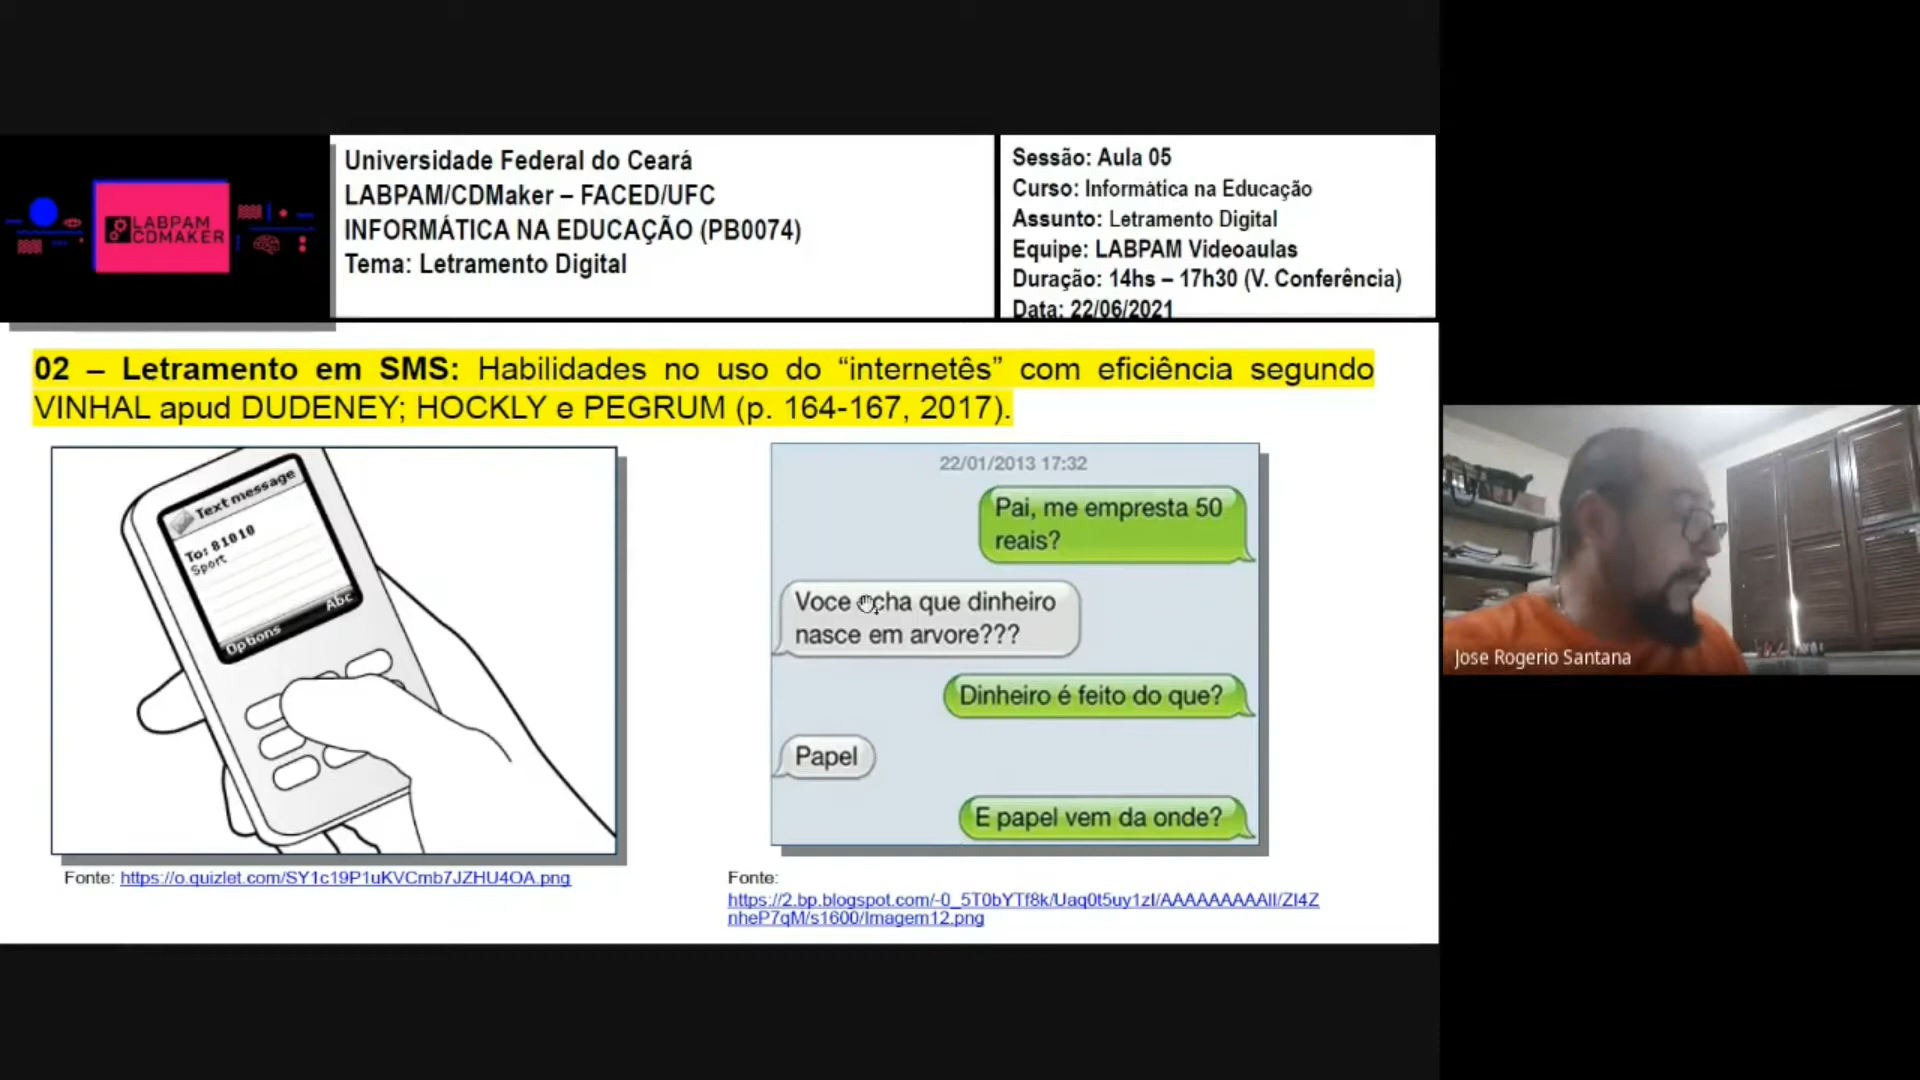 LABPAM
CDMAKER
Universidade Federal do Ceará
LABPAM/CDMaker – FACED/UFC
INFORMÁTICA NA EDUCAÇÃO (PB0074)
Tema: Letramento Digital
Sessão: Aula 05
Curso: Informática na Educação
Assunto: Letramento Digital
Equipe: LABPAM Videoaulas
Duração: 14hs – 17h30 (V. Conferência)
Data: 22/06/2021
02 – Letramento em SMS: Habilidades no uso do “internetês” com eficiência segundo
VINHAL apud DUDENEY; HOCKLY e PEGRUM (p. 164-167, 2017).
Text message
To: 81010
Sport
Abc
Options
22/01/2013 17:32
Pai, me empresta 50
reais?
Voce acha que dinheiro
nasce em arvore???
Dinheiro é feito do que?
Papel
E papel vem da onde?
Fonte: https://o.quizlet.com/SY1c19P1uKVCmb7JZHU4OA.png
Fonte:
https://2.bp.blogspot.com/-0_5T0bYTf8k/Uaq0t5uy1zI/AAAAAAAAAII/ZI4Z
nheP7qM/s1600/Imagem12.png
Jose Rogerio Santana